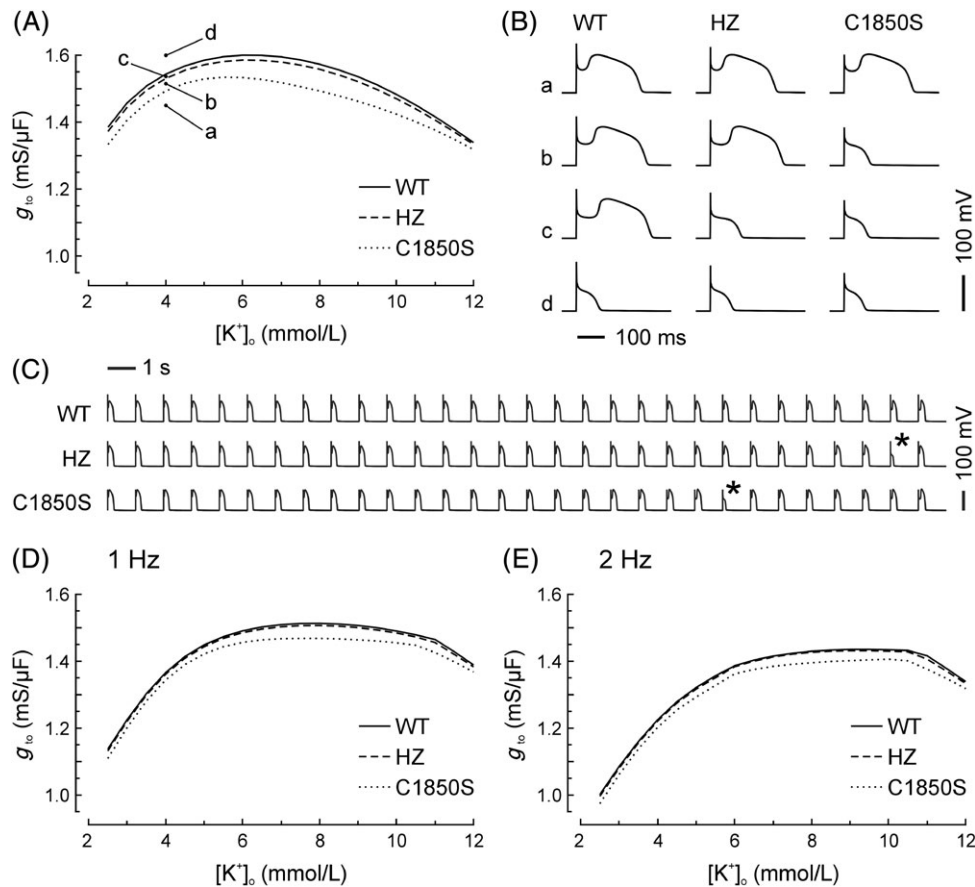 (A)
1.6
1.4
1.2
1.0
g to (mS/µF)
d
c
b
a
WT
HZ
C1850S
2 4 6 8 10 12
[K⁺]ₒ (mmol/L)
(B)
WT HZ C1850S
a
b
c
d
100 mV
100 ms
(C)
1 s
WT
HZ
*
C1850S
*
100 mV
(D) 1 Hz
1.6
1.4
1.2
1.0
g to (mS/µF)
WT
HZ
C1850S
2 4 6 8 10 12
[K⁺]ₒ (mmol/L)
(E) 2 Hz
1.6
1.4
1.2
1.0
g to (mS/µF)
WT
HZ
C1850S
2 4 6 8 10 12
[K⁺]ₒ (mmol/L)